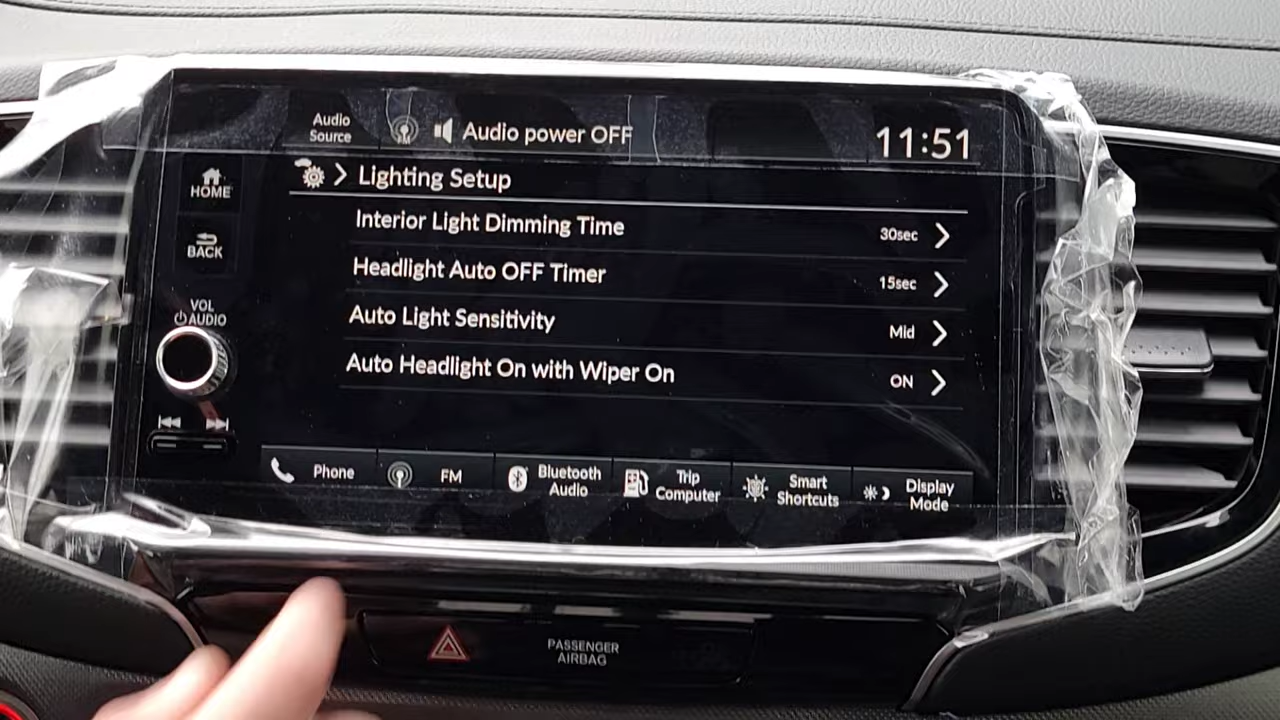 Audio
Source
Audio power OFF
11:51
HOME
BACK
VOL
AUDIO
Lighting Setup
Interior Light Dimming Time
30sec
Headlight Auto OFF Timer
15sec
Auto Light Sensitivity
Mid
Auto Headlight On with Wiper On
ON
Phone
FM
Bluetooth
Audio
Trip
Computer
Smart
Shortcuts
Display
Mode
PASSENGER
AIRBAG